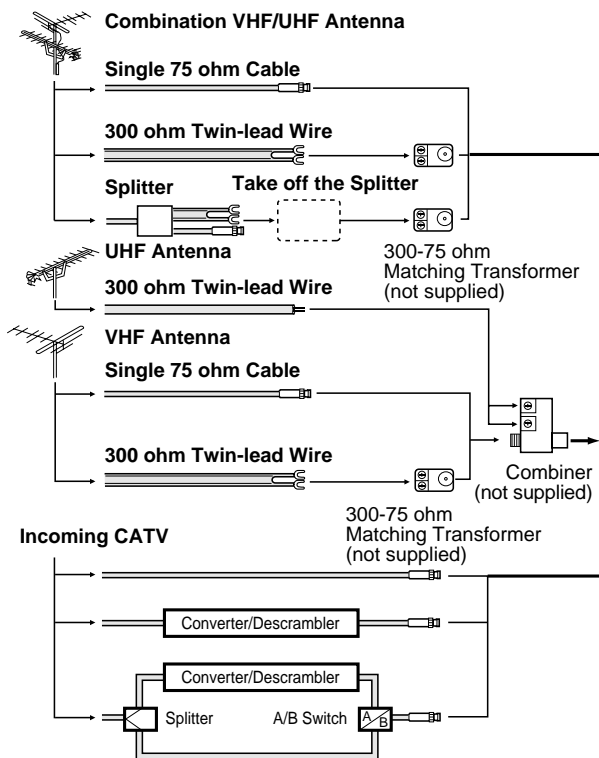 Combination VHF/UHF Antenna
Single 75 ohm Cable
300 ohm Twin-lead Wire
Splitter
Take off the Splitter
UHF Antenna
300-75 ohm
Matching Transformer
(not supplied)
300 ohm Twin-lead Wire
VHF Antenna
Single 75 ohm Cable
300 ohm Twin-lead Wire
Combiner
(not supplied)
300-75 ohm
Matching Transformer
(not supplied)
Incoming CATV
Converter/Descrambler
Converter/Descrambler
Splitter
A/B Switch
A
B